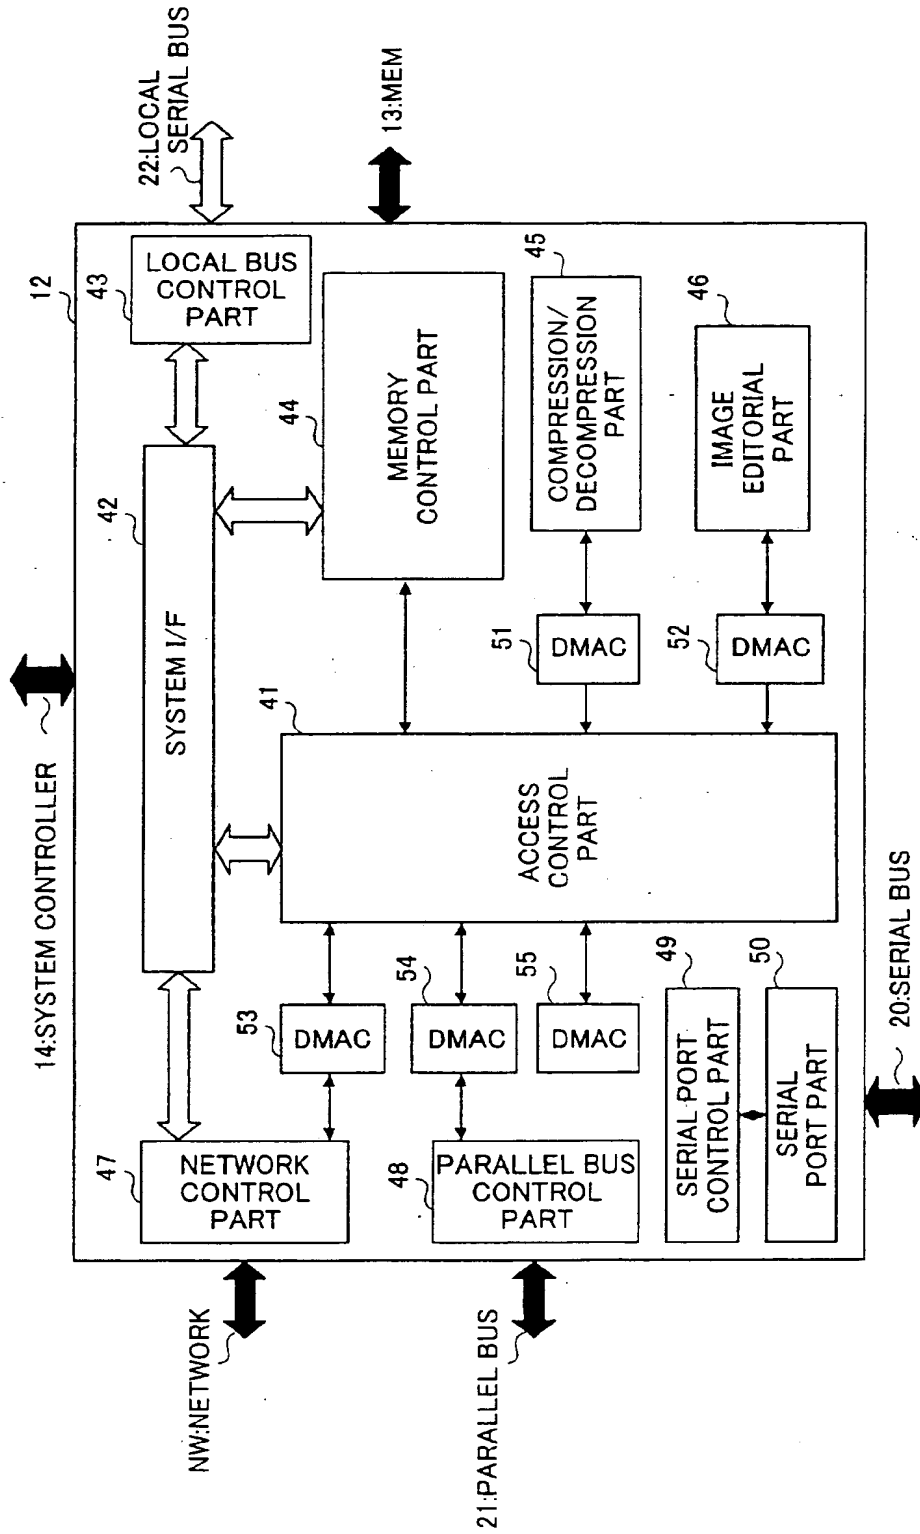 14:SYSTEM CONTROLLER
12
22:LOCAL
SERIAL BUS
42
SYSTEM I/F
43
LOCAL BUS
CONTROL
PART
NW:NETWORK
47
NETWORK
CONTROL
PART
53
DMAC
41
ACCESS
CONTROL
PART
44
MEMORY
CONTROL PART
13:MEM
21:PARALLEL BUS
48
PARALLEL BUS
CONTROL
PART
54
DMAC
55
DMAC
51
DMAC
45
COMPRESSION/
DECOMPRESSION
PART
49
SERIAL PORT
CONTROL PART
50
SERIAL
PORT PART
52
DMAC
46
IMAGE
EDITORIAL
PART
20:SERIAL BUS